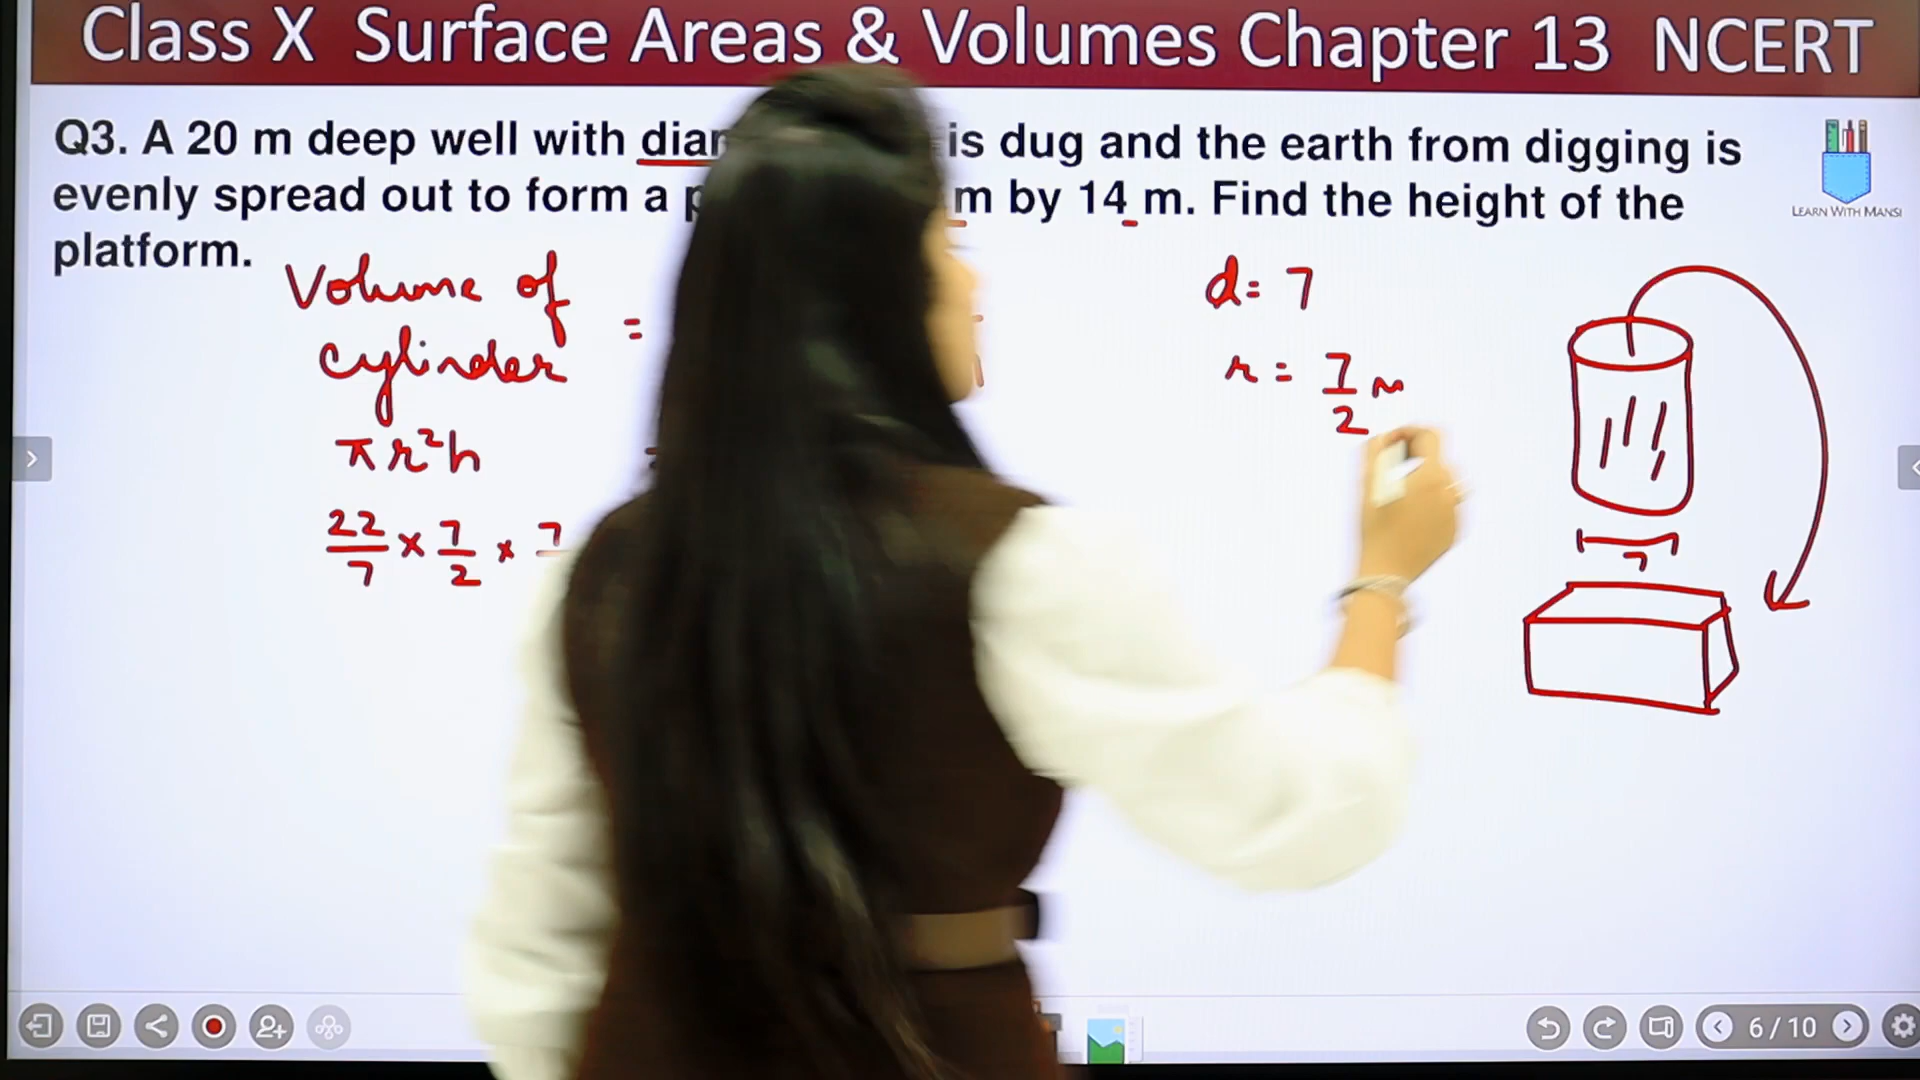 Class X Surface Areas & Volumes Chapter 13 NCERT
Q3. A 20 m deep well with is dug and the earth from digging is
evenly spread out to form a m by 14 m. Find the height of the
platform.
LEARN WITH MANSI
Volume of
cylinder =
πr²h
22/7 × 7/2 × 7
d = 7
r = 7/2 m
7
6 / 10